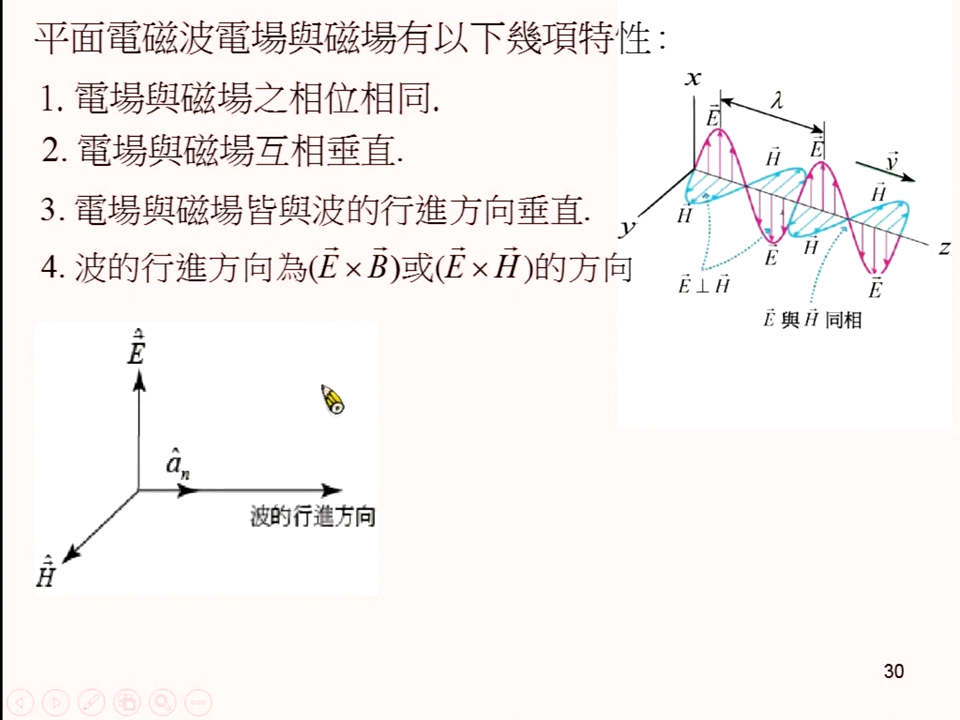 平面電磁波電場與磁場有以下幾項特性:
1. 電場與磁場之相位相同.
2. 電場與磁場互相垂直.
3. 電場與磁場皆與波的行進方向垂直.
4. 波的行進方向為(E⃗ × B⃗)或(E⃗ × H⃗)的方向
x
λ
E⃗
E⃗
H⃗
v⃗
H⃗
y
H⃗
H⃗
z
E⃗
E⃗ ⊥ H⃗
E⃗
E⃗ 與 H⃗ 同相
Ê
âₙ
波的行進方向
Ĥ
30